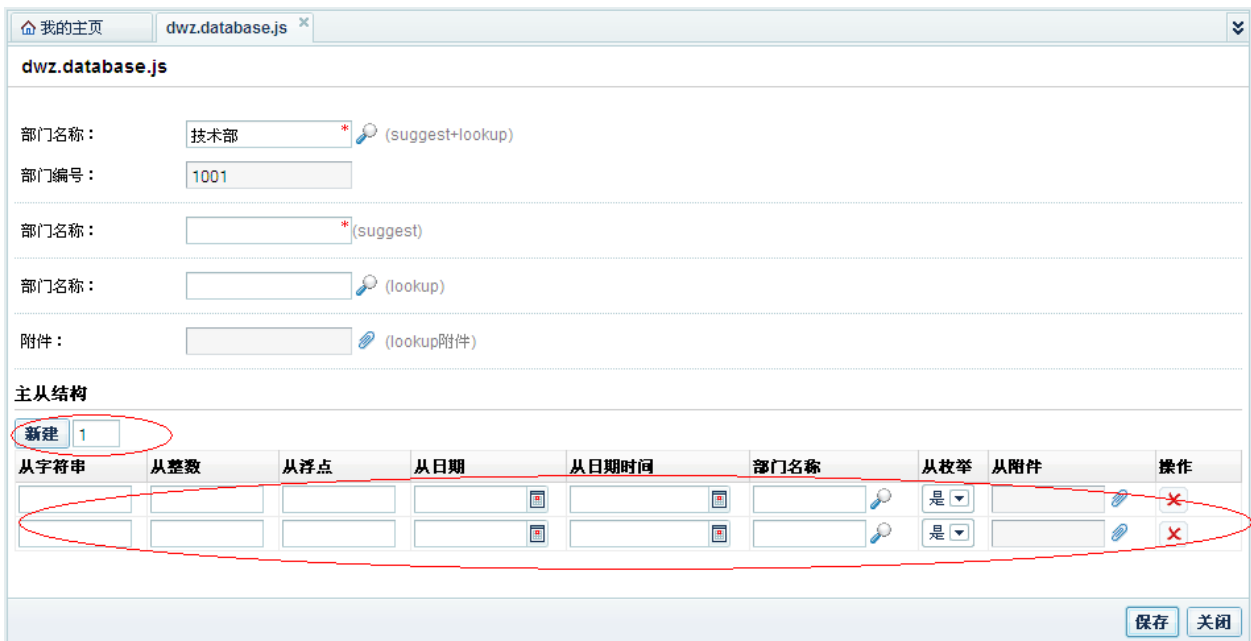 我的主页 dwz.database.js
dwz.database.js
部门名称： 技术部 * (suggest+lookup)
部门编号： 1001
部门名称： * (suggest)
部门名称： (lookup)
附件： (lookup附件)
主从结构
新建 1
从字符串 从整数 从浮点 从日期 从日期时间 部门名称 从枚举 从附件 操作
是
是
保存 关闭